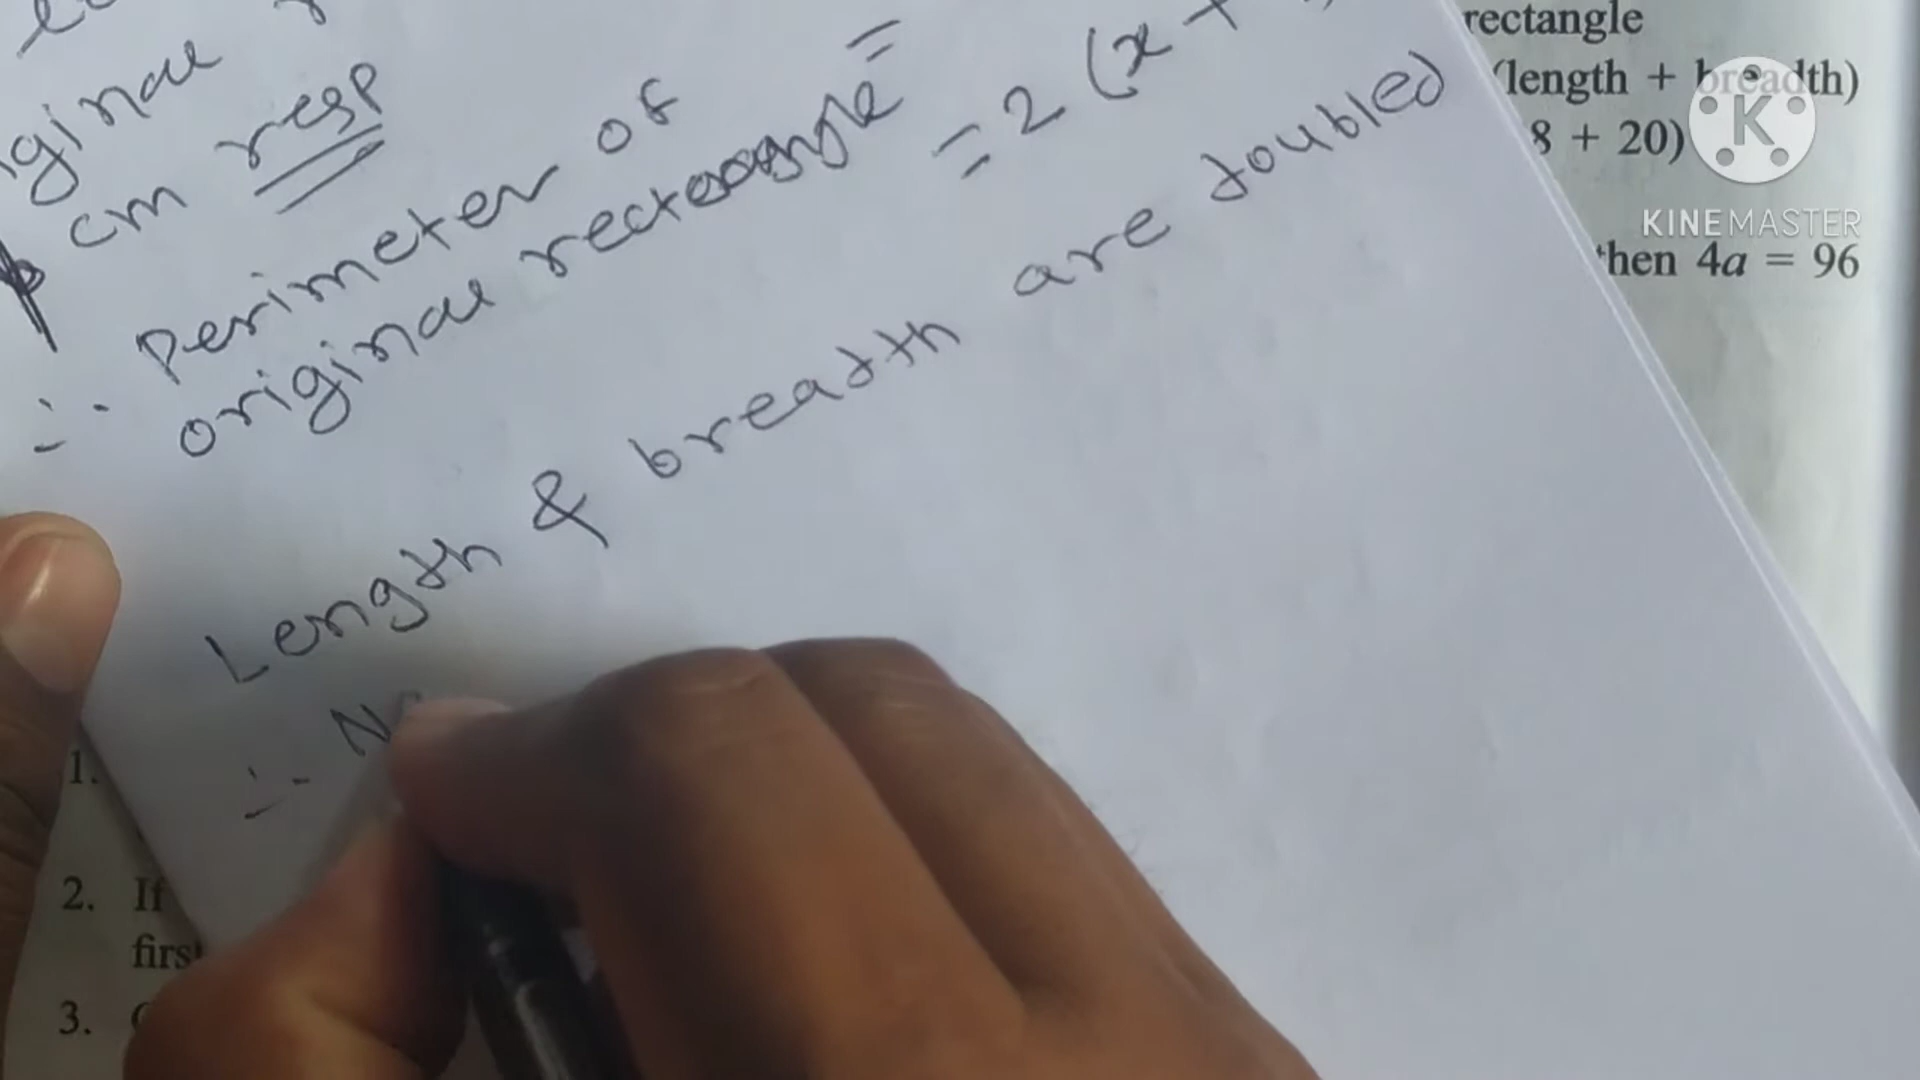 cm resp
∴ Perimeter of
original rectangle =
= 2 (x +
Length & breadth are doubled
∴
rectangle
(length + breadth)
8 + 20)
then 4a = 96
K
KINEMASTER
1.
2. If
first
3.